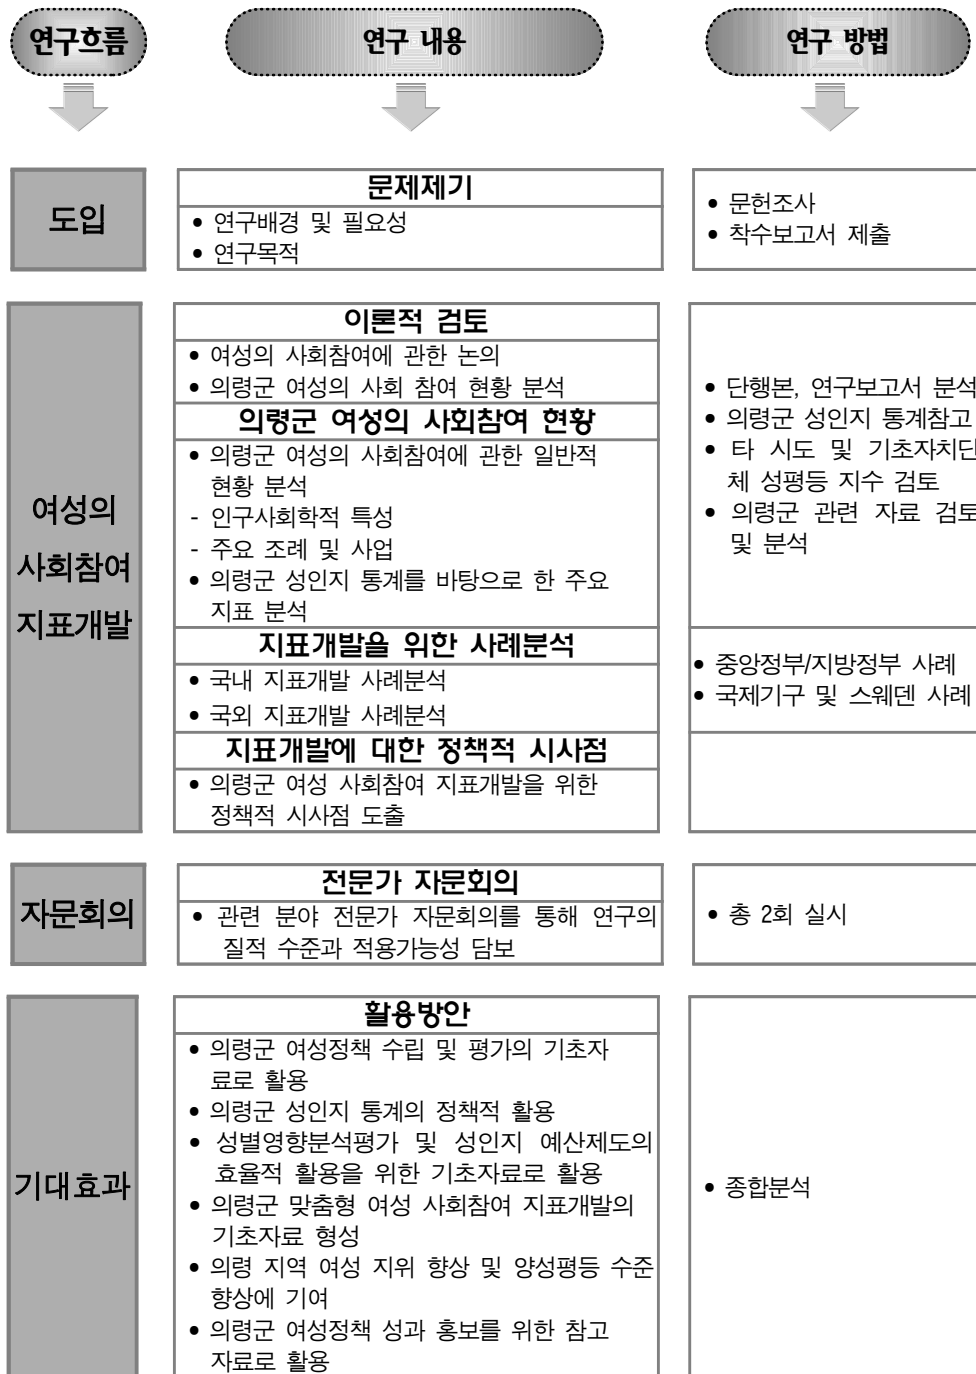 연구흐름
연구 내용
연구 방법
도입
문제제기
• 연구배경 및 필요성
• 연구목적
• 문헌조사
• 착수보고서 제출
여성의
사회참여
지표개발
이론적 검토
• 여성의 사회참여에 관한 논의
• 의령군 여성의 사회 참여 현황 분석
의령군 여성의 사회참여 현황
• 의령군 여성의 사회참여에 관한 일반적
현황 분석
- 인구사회학적 특성
- 주요 조례 및 사업
• 의령군 성인지 통계를 바탕으로 한 주요
지표 분석
• 단행본, 연구보고서 분석
• 의령군 성인지 통계참고
• 타 시도 및 기초자치단
체 성평등 지수 검토
• 의령군 관련 자료 검토
및 분석
지표개발을 위한 사례분석
• 국내 지표개발 사례분석
• 국외 지표개발 사례분석
• 중앙정부/지방정부 사례
• 국제기구 및 스웨덴 사례
지표개발에 대한 정책적 시사점
• 의령군 여성 사회참여 지표개발을 위한
정책적 시사점 도출
자문회의
전문가 자문회의
• 관련 분야 전문가 자문회의를 통해 연구의
질적 수준과 적용가능성 담보
• 총 2회 실시
기대효과
활용방안
• 의령군 여성정책 수립 및 평가의 기초자
료로 활용
• 의령군 성인지 통계의 정책적 활용
• 성별영향분석평가 및 성인지 예산제도의
효율적 활용을 위한 기초자료로 활용
• 의령군 맞춤형 여성 사회참여 지표개발의
기초자료 형성
• 의령 지역 여성 지위 향상 및 양성평등 수준
향상에 기여
• 의령군 여성정책 성과 홍보를 위한 참고
자료로 활용
• 종합분석